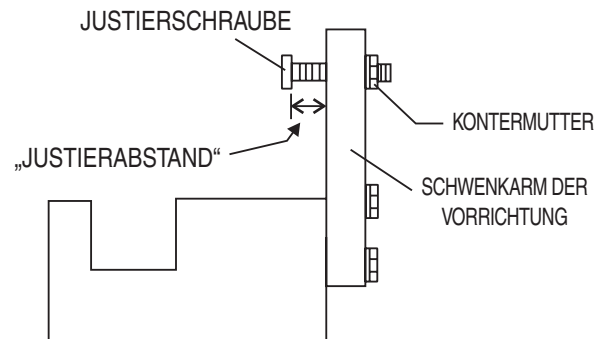 JUSTIERSCHRAUBE
KONTERMUTTER
„JUSTIERABSTAND“
SCHWENKARM DER
VORRICHTUNG